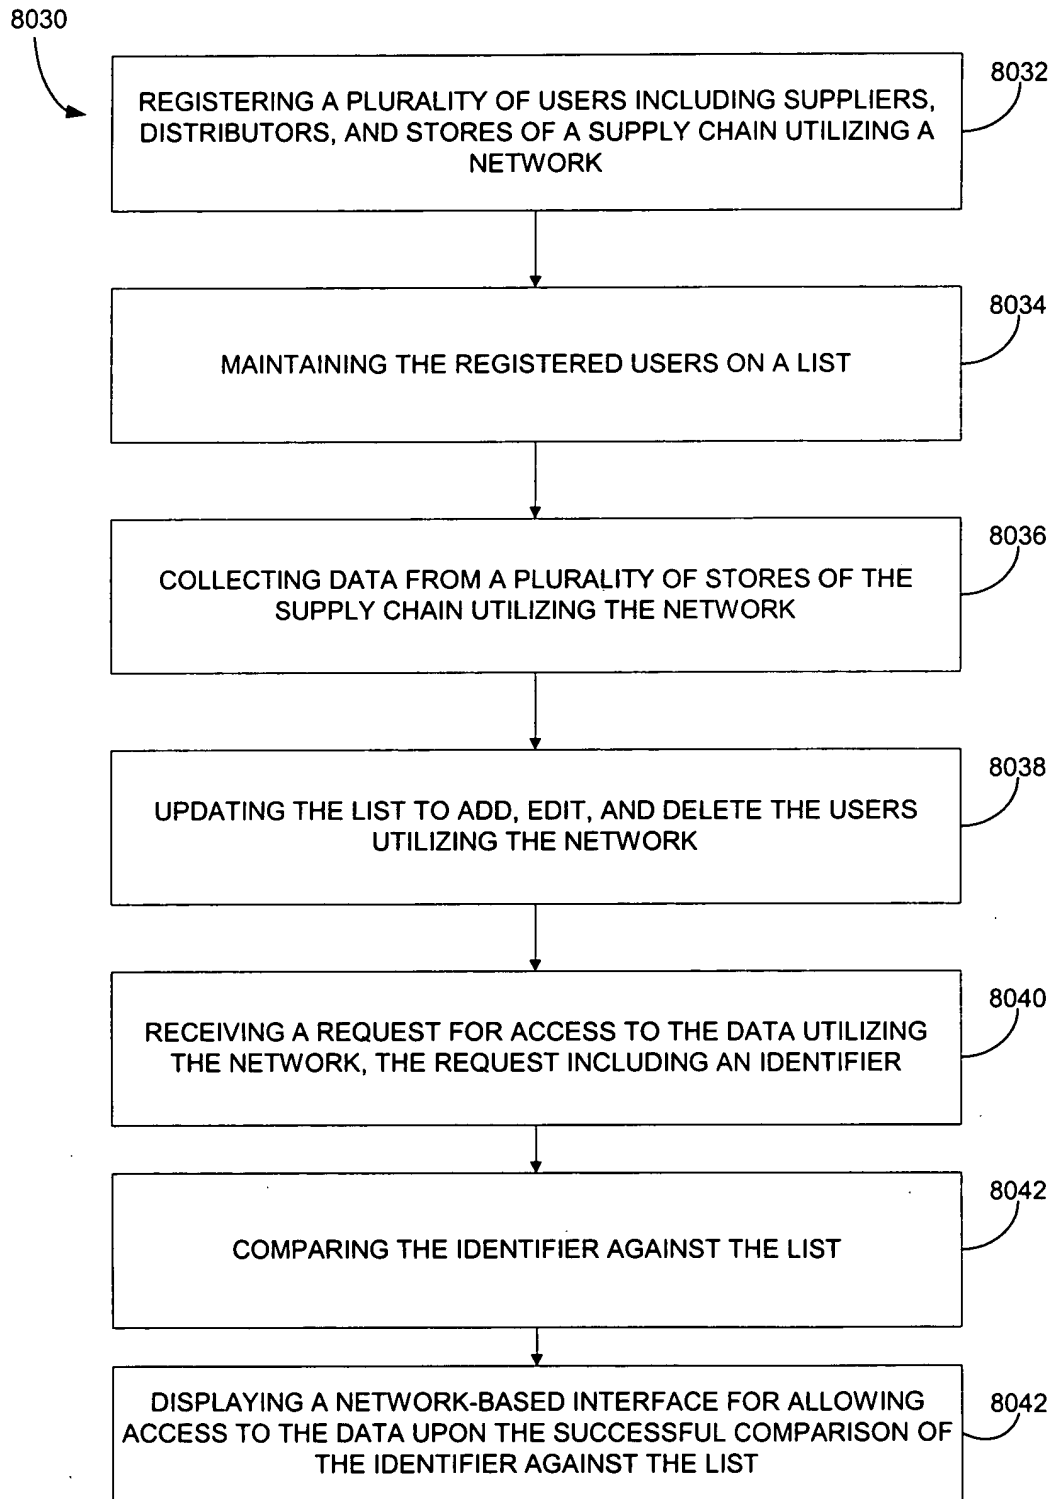 8030
8032
REGISTERING A PLURALITY OF USERS INCLUDING SUPPLIERS,
DISTRIBUTORS, AND STORES OF A SUPPLY CHAIN UTILIZING A
NETWORK
8034
MAINTAINING THE REGISTERED USERS ON A LIST
8036
COLLECTING DATA FROM A PLURALITY OF STORES OF THE
SUPPLY CHAIN UTILIZING THE NETWORK
8038
UPDATING THE LIST TO ADD, EDIT, AND DELETE THE USERS
UTILIZING THE NETWORK
8040
RECEIVING A REQUEST FOR ACCESS TO THE DATA UTILIZING
THE NETWORK, THE REQUEST INCLUDING AN IDENTIFIER
8042
COMPARING THE IDENTIFIER AGAINST THE LIST
8042
DISPLAYING A NETWORK-BASED INTERFACE FOR ALLOWING
ACCESS TO THE DATA UPON THE SUCCESSFUL COMPARISON OF
THE IDENTIFIER AGAINST THE LIST